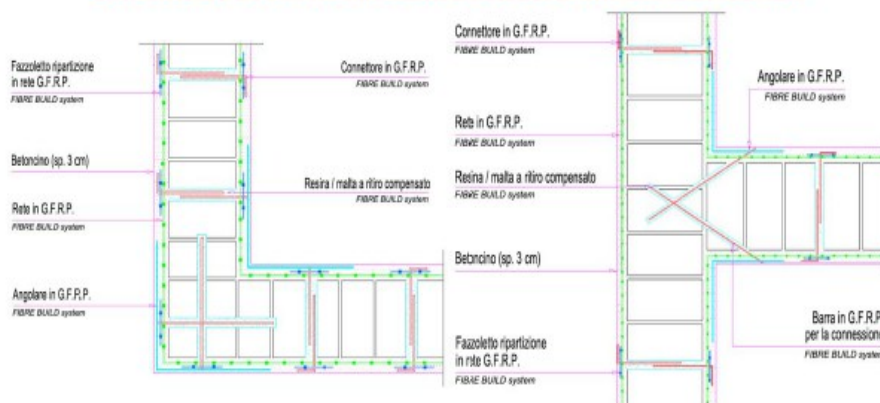 Fazzoletto ripartizione
in rete G.F.R.P.
FIBRE BUILD system
Connettore in G.F.R.P.
FIBRE BUILD system
Betoncino (sp. 3 cm)
Resina / malta a ritiro compensato
FIBRE BUILD system
Rete in G.F.R.P.
FIBRE BUILD system
Angolare in G.F.R.P.
FIBRE BUILD system
Connettore in G.F.R.P.
FIBRE BUILD system
Angolare in G.F.R.P.
FIBRE BUILD system
Rete in G.F.R.P.
FIBRE BUILD system
Resina / malta a ritiro compensato
FIBRE BUILD system
Betoncino (sp. 3 cm)
Barra in G.F.R.P
per la connessione
FIBRE BUILD system
Fazzoletto ripartizione
in rete G.F.R.P.
FIBRE BUILD system